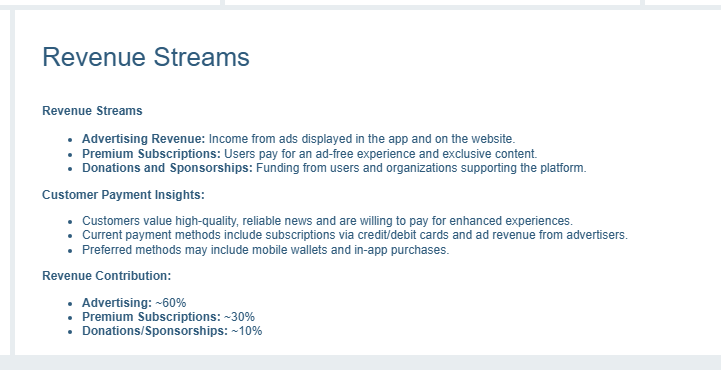 Revenue Streams
Revenue Streams
Advertising Revenue: Income from ads displayed in the app and on the website.
Premium Subscriptions: Users pay for an ad-free experience and exclusive content.
Donations and Sponsorships: Funding from users and organizations supporting the platform.
Customer Payment Insights:
Customers value high-quality, reliable news and are willing to pay for enhanced experiences.
Current payment methods include subscriptions via credit/debit cards and ad revenue from advertisers.
Preferred methods may include mobile wallets and in-app purchases.
Revenue Contribution:
Advertising: ~60%
Premium Subscriptions: ~30%
Donations/Sponsorships: ~10%